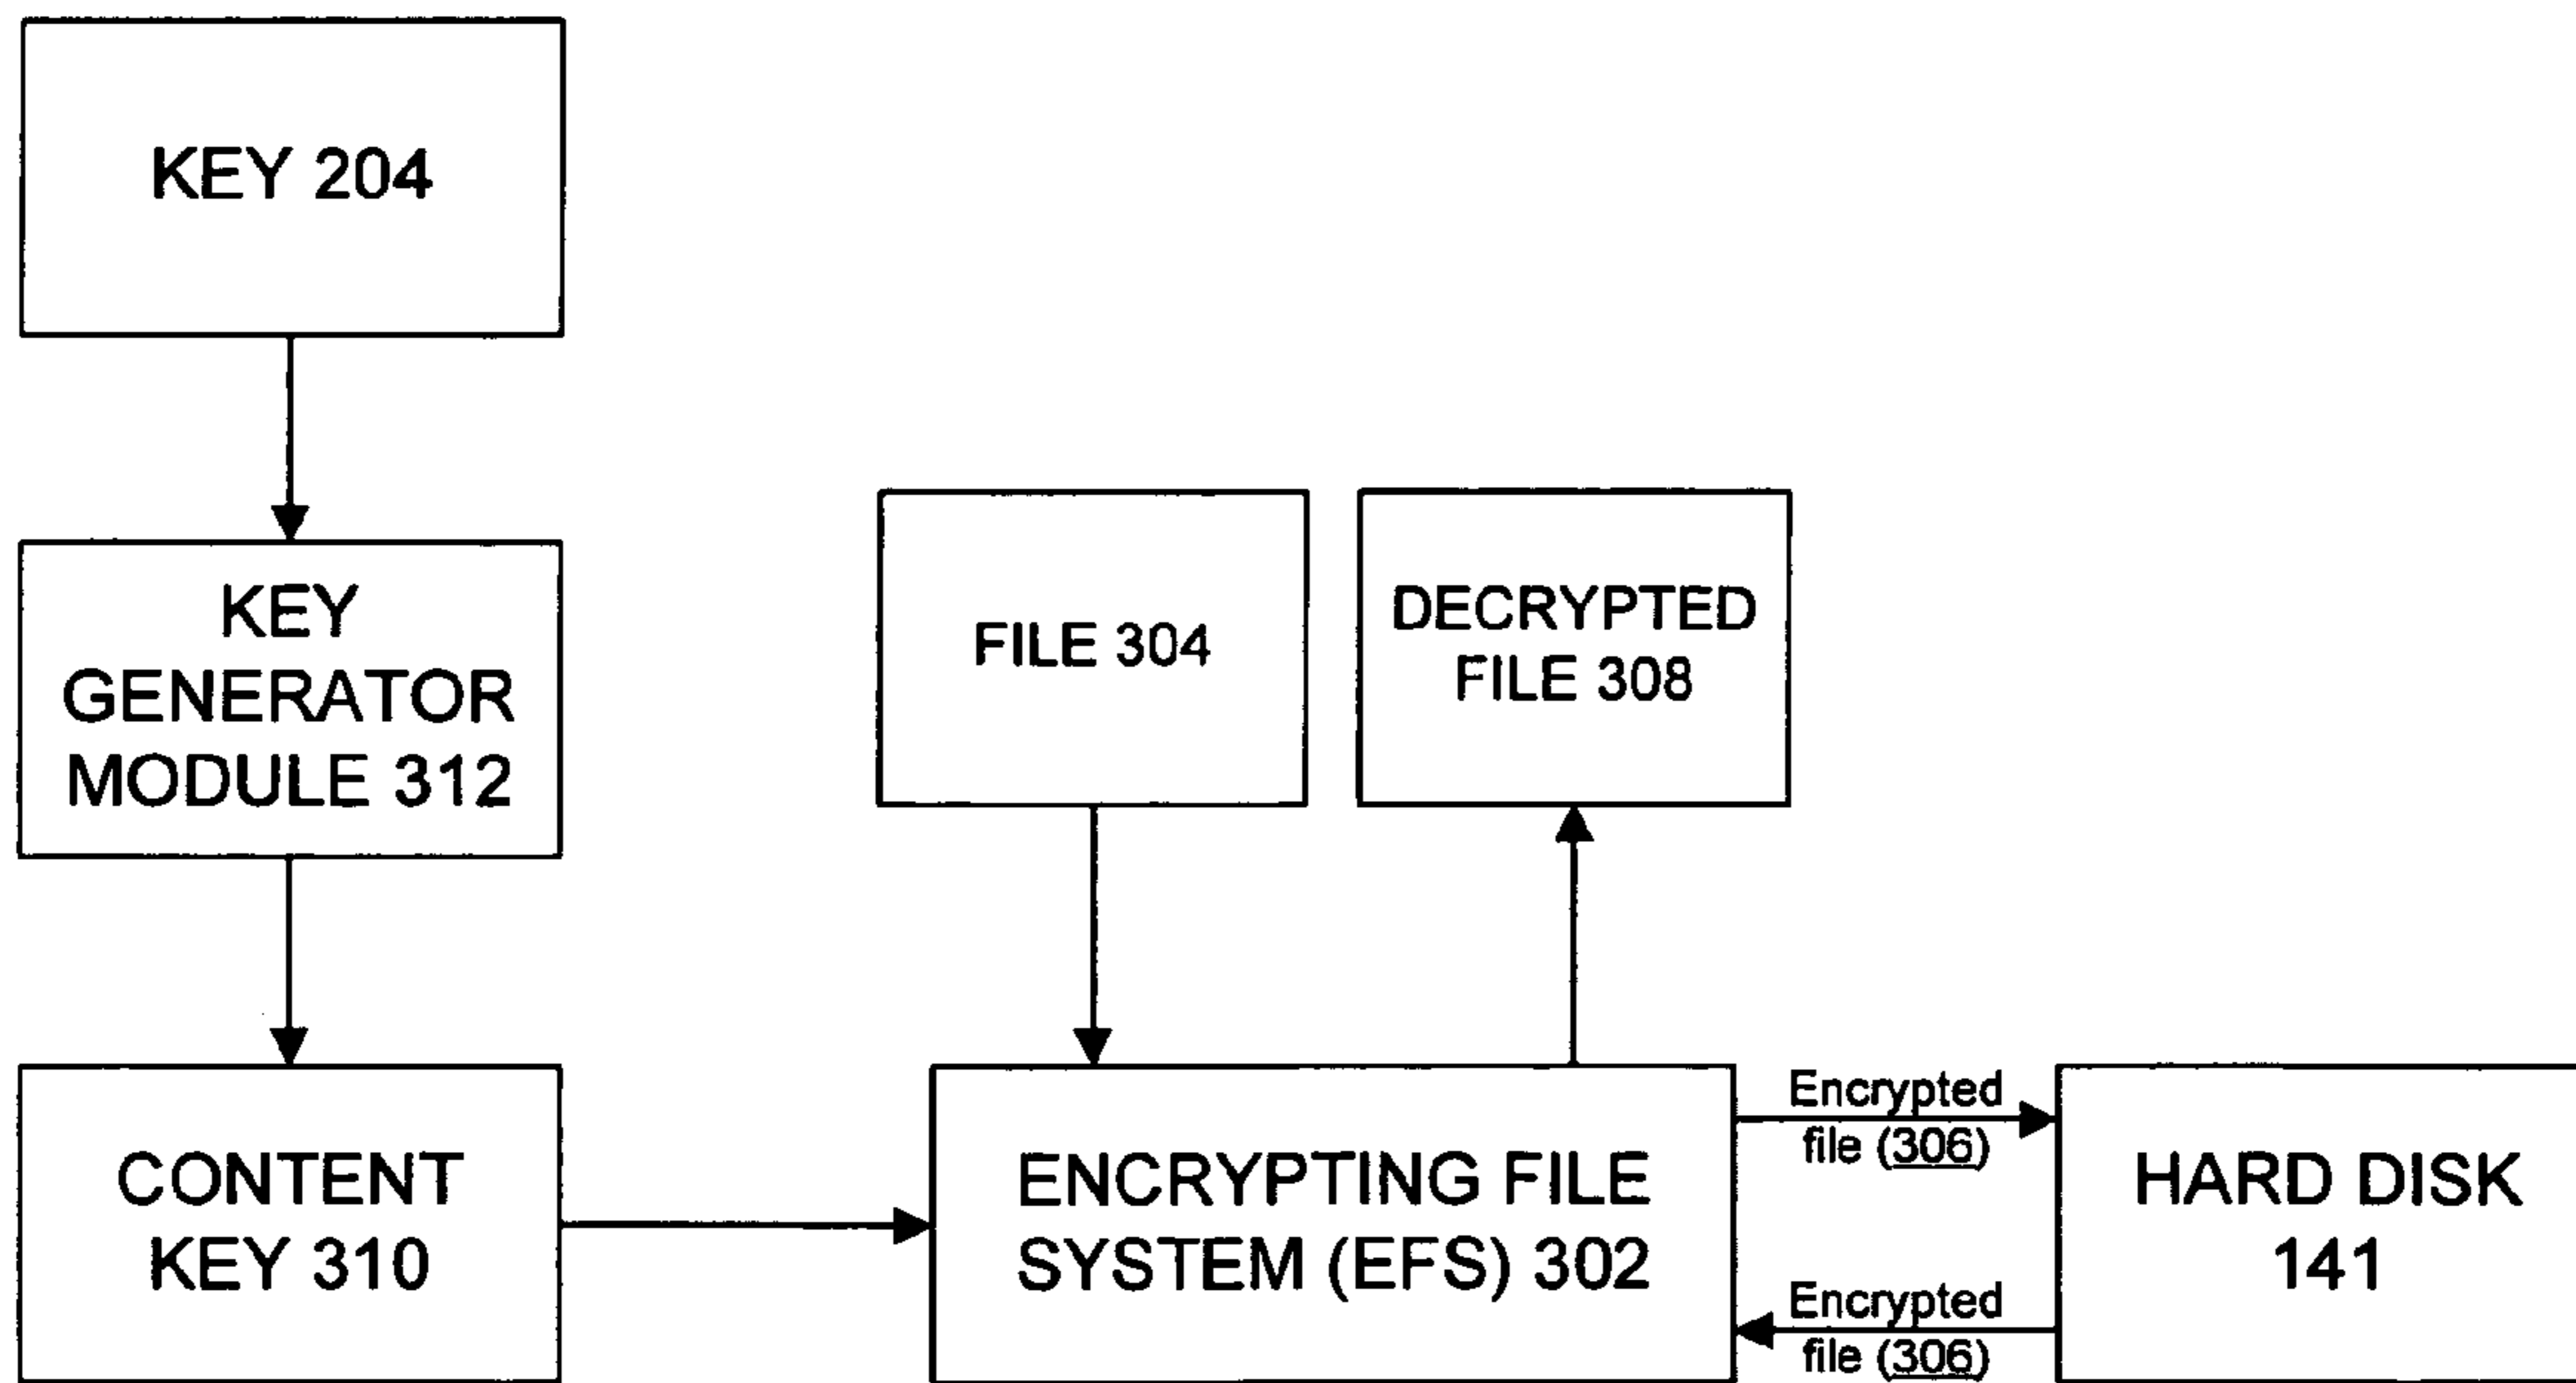 KEY 204
KEY
GENERATOR
MODULE 312
FILE 304
DECRYPTED
FILE 308
CONTENT
KEY 310
ENCRYPTING FILE
SYSTEM (EFS) 302
Encrypted
file (306)
Encrypted
file (306)
HARD DISK
141